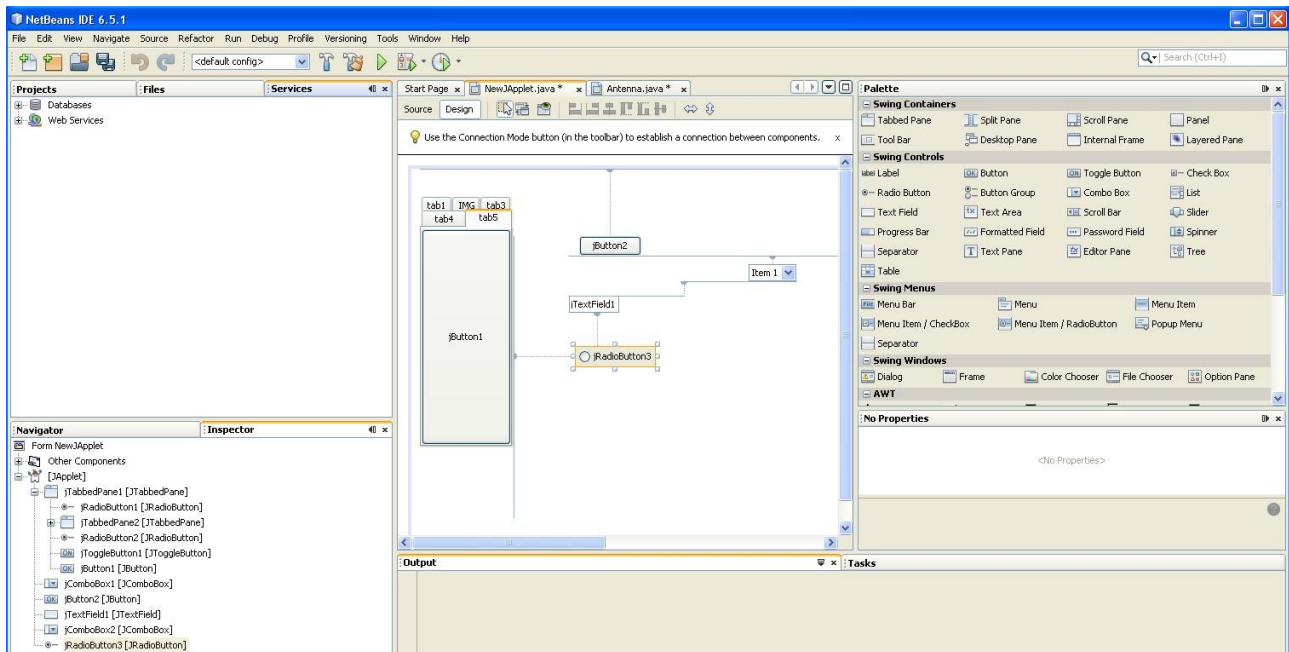 NetBeans IDE 6.5.1
File Edit View Navigate Source Refactor Run Debug Profile Versioning Tools Window Help
<default config>
Search (Ctrl+I)
Projects Files Services
Databases
Web Services
Start Page x NewJApplet.java * x Antenna.java * x
Source Design
Use the Connection Mode button (in the toolbar) to establish a connection between components. x
tab1 IMG tab3
tab4 tab5
jButton2
Item 1
jTextField1
jButton1
jRadioButton3
Palette
Swing Containers
Tabbed Pane Split Pane Scroll Pane Panel
Tool Bar Desktop Pane Internal Frame Layered Pane
Swing Controls
label Label OK Button ON Toggle Button Check Box
Radio Button Button Group Combo Box List
Text Field Text Area Scroll Bar Slider
Progress Bar Formatted Field Password Field Spinner
Separator Text Pane Editor Pane Tree
Table
Swing Menus
Menu Bar Menu Menu Item
Menu Item / CheckBox Menu Item / RadioButton Popup Menu
Separator
Swing Windows
Dialog Frame Color Chooser File Chooser Option Pane
AWT
No Properties
<No Properties>
Navigator Inspector
Form NewJApplet
Other Components
[JApplet]
jTabbedPane1 [JTabbedPane]
jRadioButton1 [JRadioButton]
jTabbedPane2 [JTabbedPane]
jRadioButton2 [JRadioButton]
ON jToggleButton1 [JToggleButton]
OK jButton1 [JButton]
jComboBox1 [JComboBox]
OK jButton2 [JButton]
jTextField1 [JTextField]
jComboBox2 [JComboBox]
jRadioButton3 [JRadioButton]
Output
Tasks